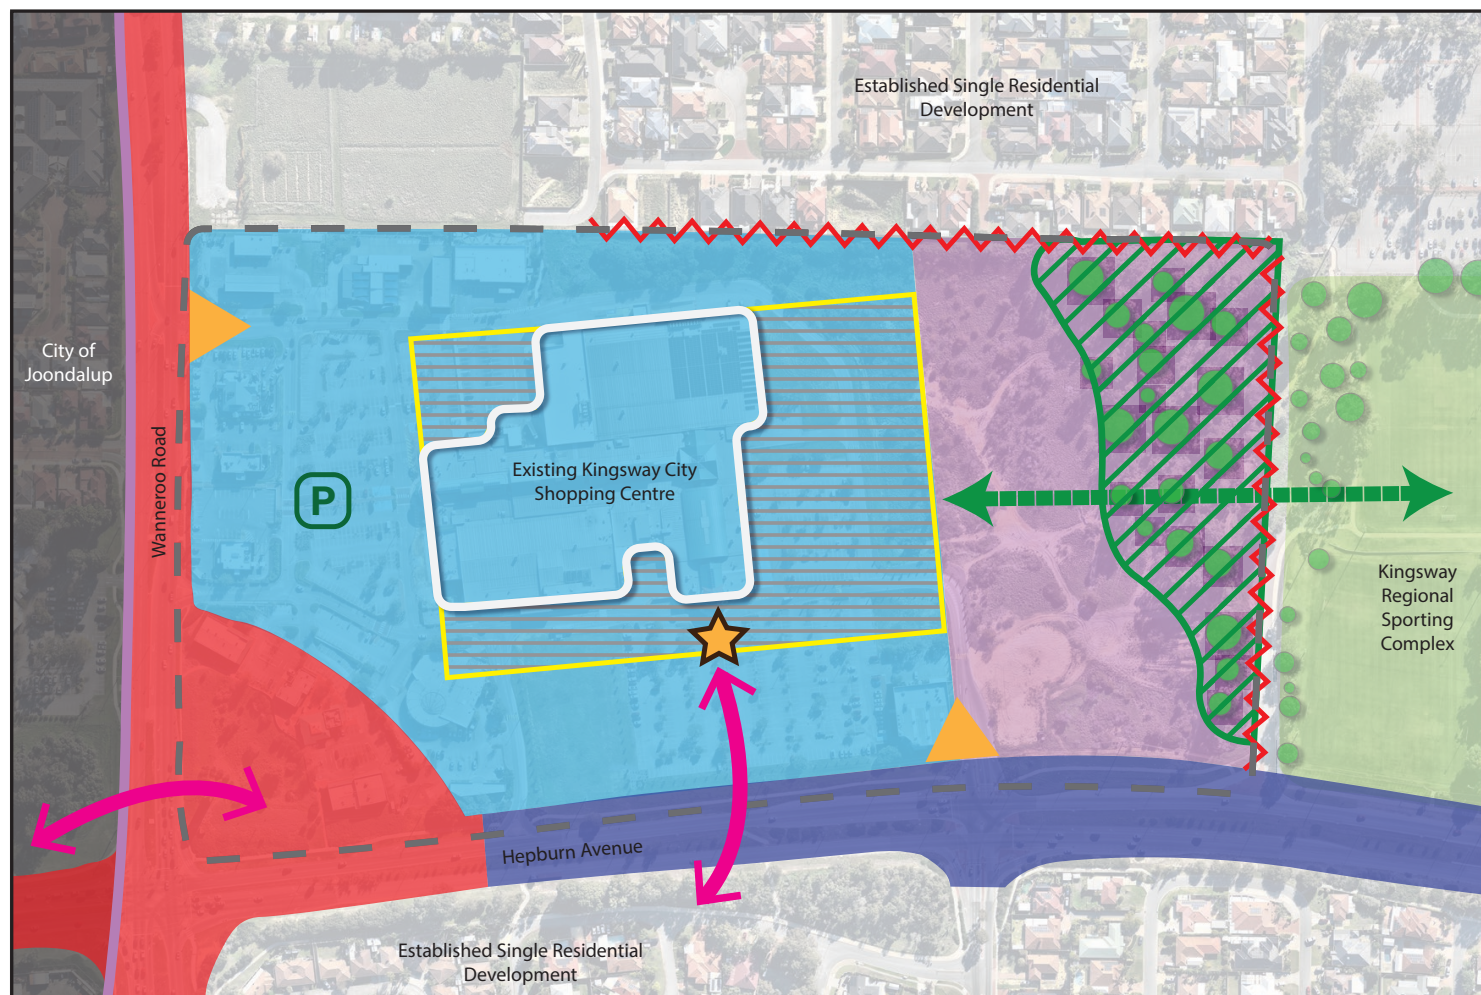 Established Single Residential
Development
City of
Joondalup
Wanneroo Road
P
Existing Kingsway City
Shopping Centre
Kingsway
Regional
Sporting
Complex
Hepburn Avenue
Established Single Residential
Development